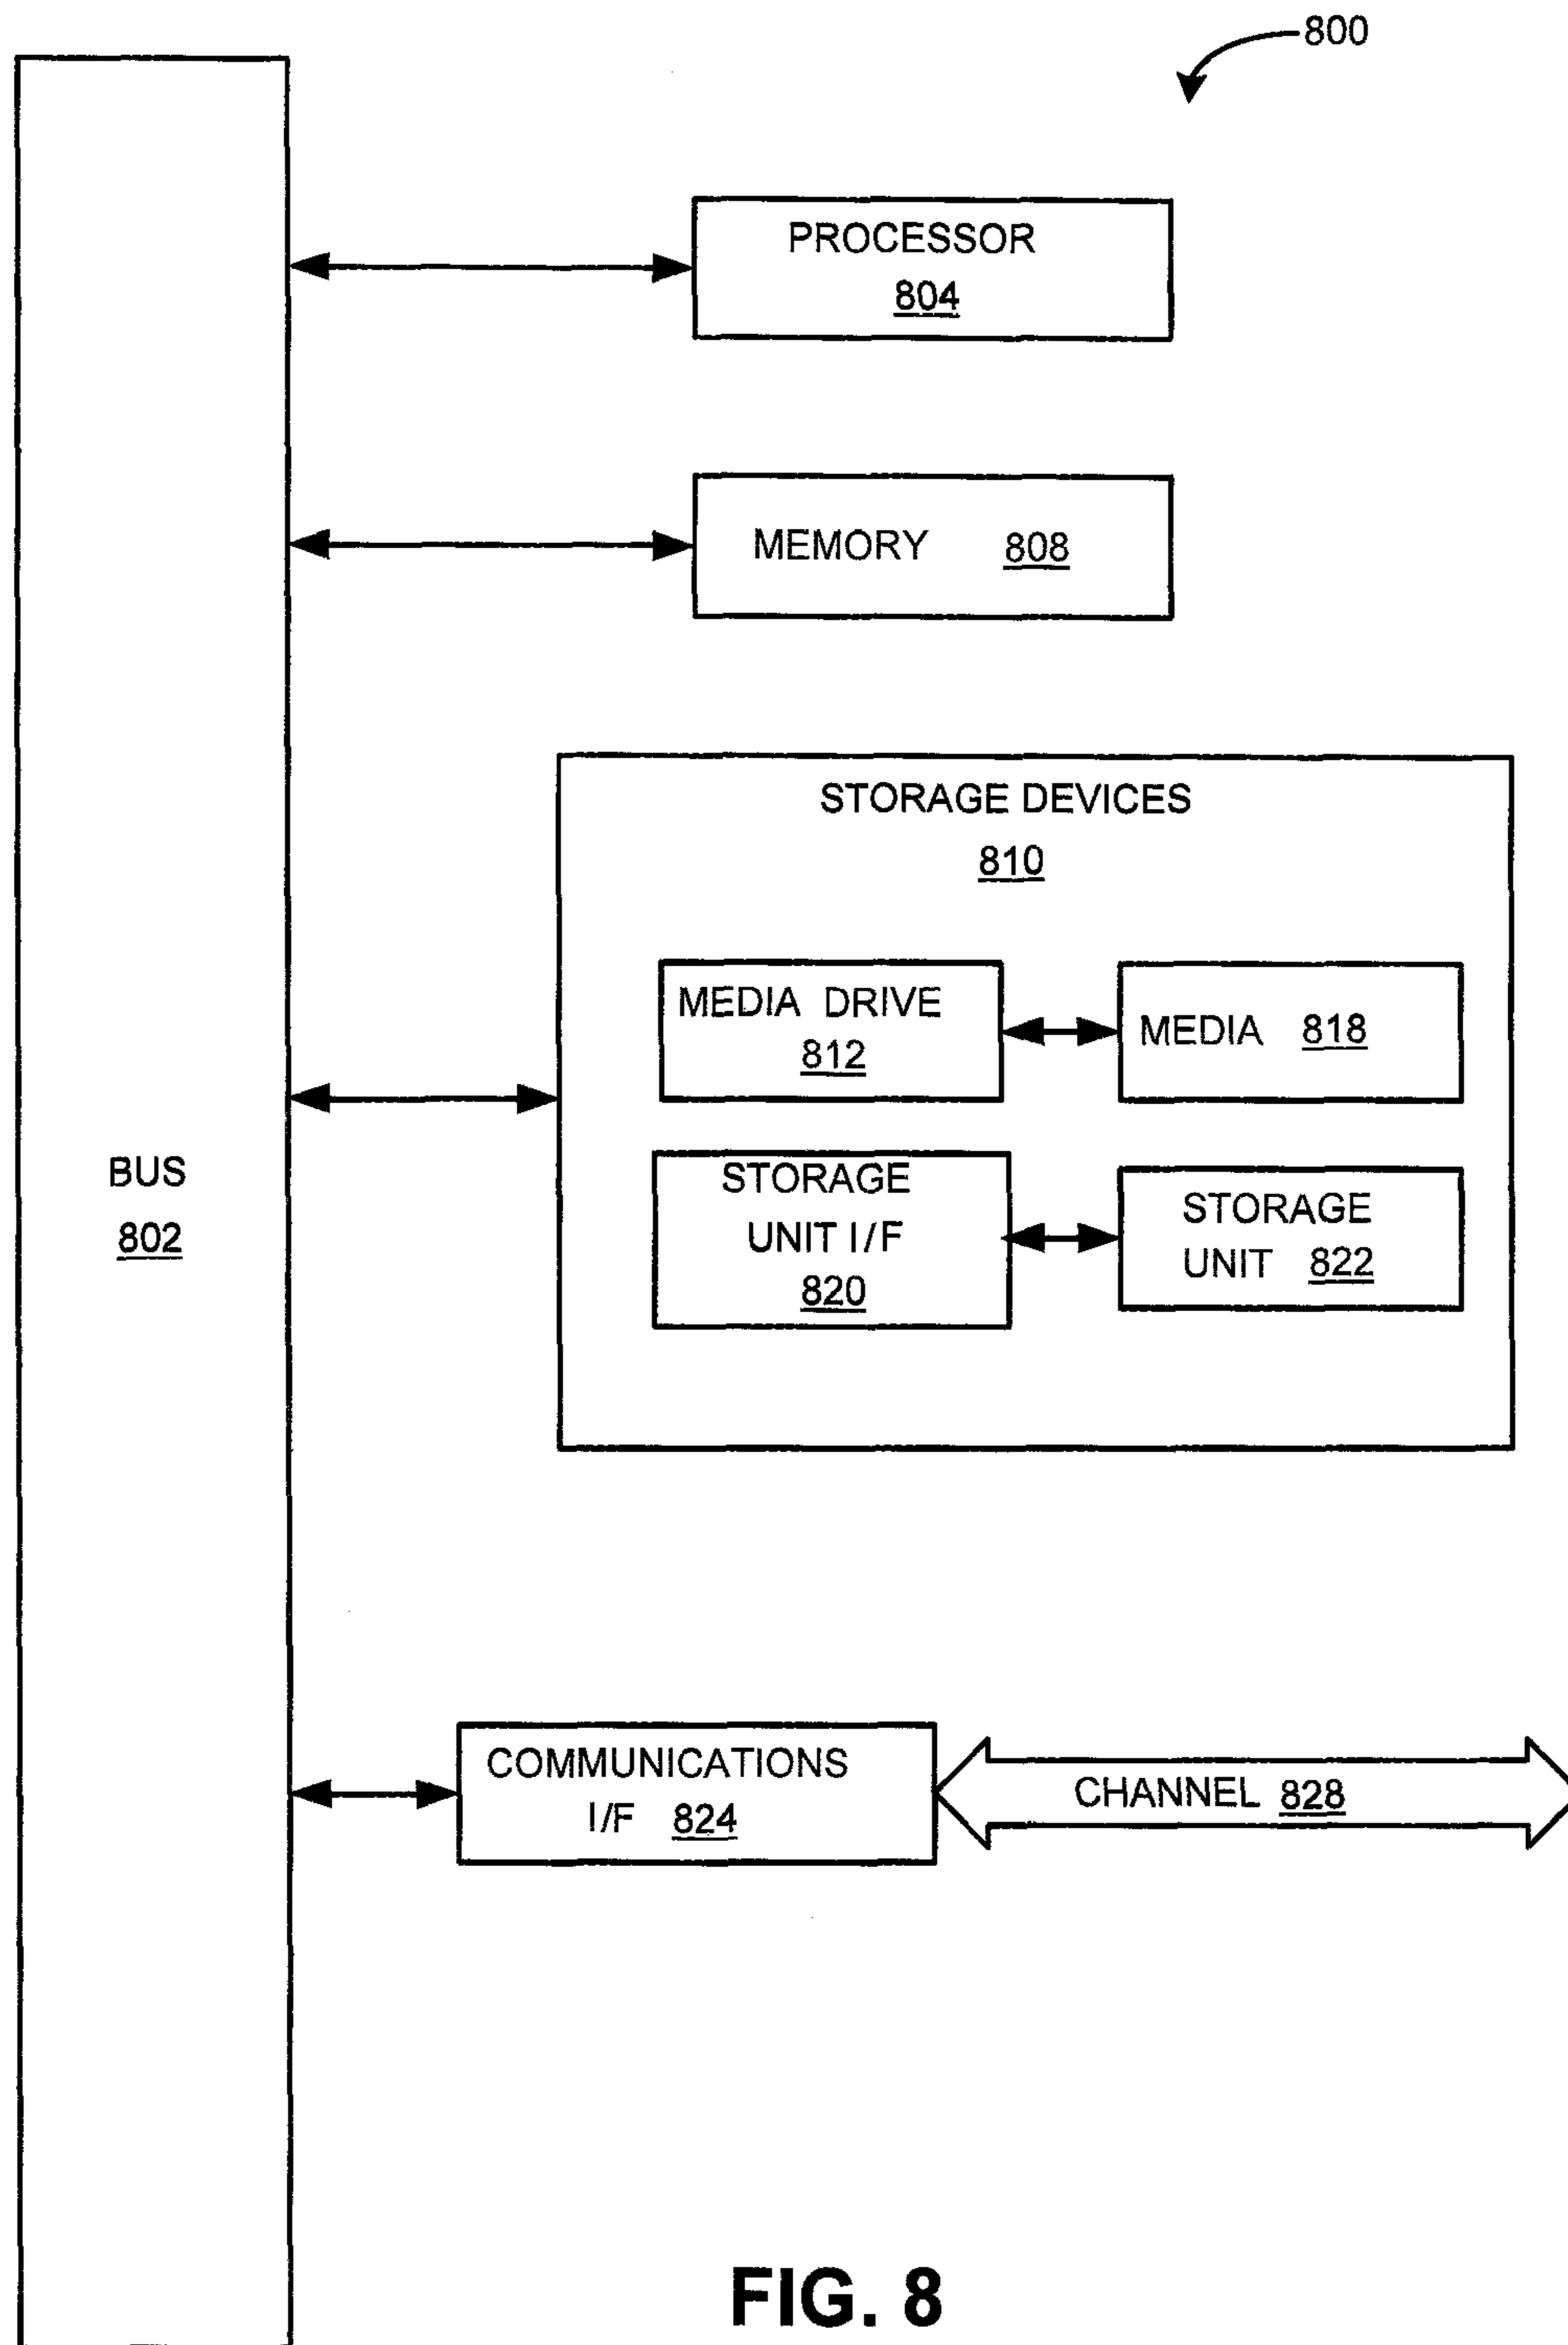 800
PROCESSOR
804
MEMORY 808
STORAGE DEVICES
810
MEDIA DRIVE
812
MEDIA 818
BUS
802
STORAGE
UNIT I/F
820
STORAGE
UNIT 822
COMMUNICATIONS
I/F 824
CHANNEL 828
FIG. 8